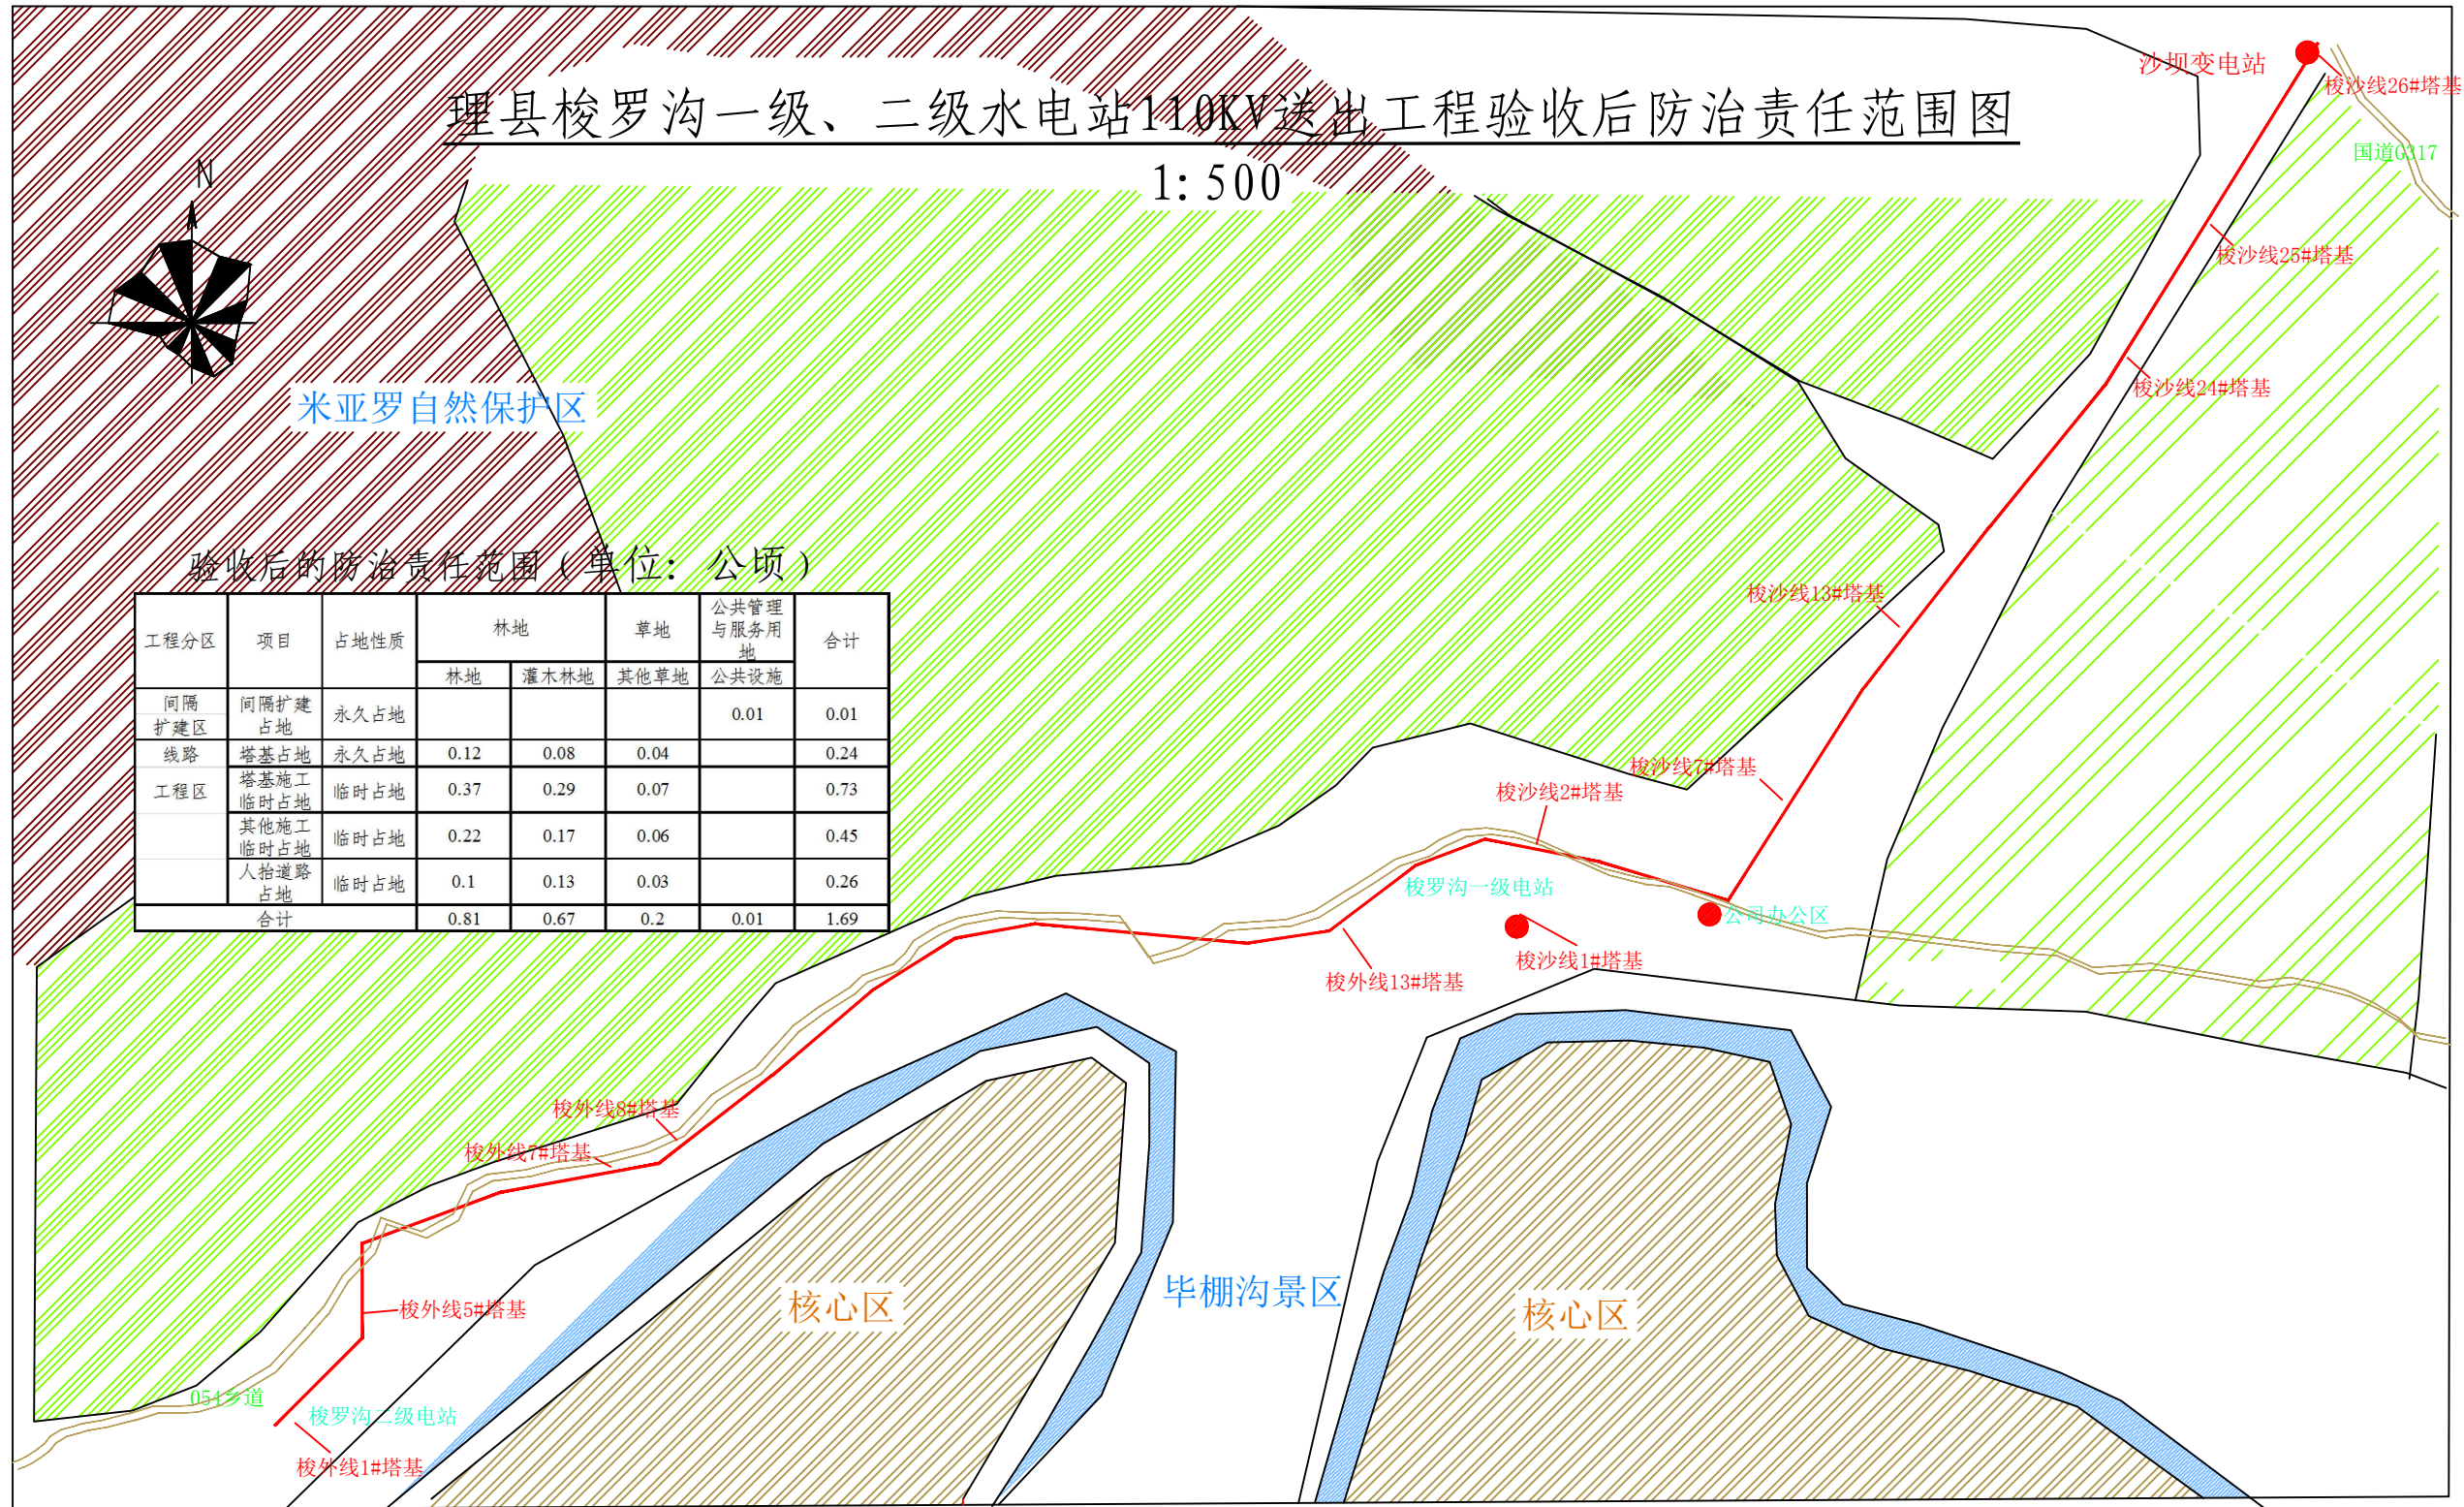 沙坝变电站
梭沙线26#塔基
理县梭罗沟一级、二级水电站110KV送出工程验收后防治责任范围图
1:500
国道G317
N
梭沙线25#塔基
梭沙线24#塔基
米亚罗自然保护区
验收后的防治责任范围（单位：公顷）
工程分区 项目 占地性质 林地 草地 公共管理与服务用地 合计
林地 灌木林地 其他草地 公共设施
间隔扩建区 间隔扩建占地 永久占地 0.01 0.01
线路工程区 塔基占地 永久占地 0.12 0.08 0.04 0.24
塔基施工临时占地 临时占地 0.37 0.29 0.07 0.73
其他施工临时占地 临时占地 0.22 0.17 0.06 0.45
人抬道路占地 临时占地 0.1 0.13 0.03 0.26
合计 0.81 0.67 0.2 0.01 1.69
梭沙线13#塔基
梭沙线7#塔基
梭沙线2#塔基
梭罗沟一级电站
公司办公区
梭沙线1#塔基
梭外线13#塔基
梭外线8#塔基
梭外线7#塔基
毕棚沟景区
核心区
核心区
梭外线5#塔基
054乡道
梭罗沟二级电站
梭外线1#塔基